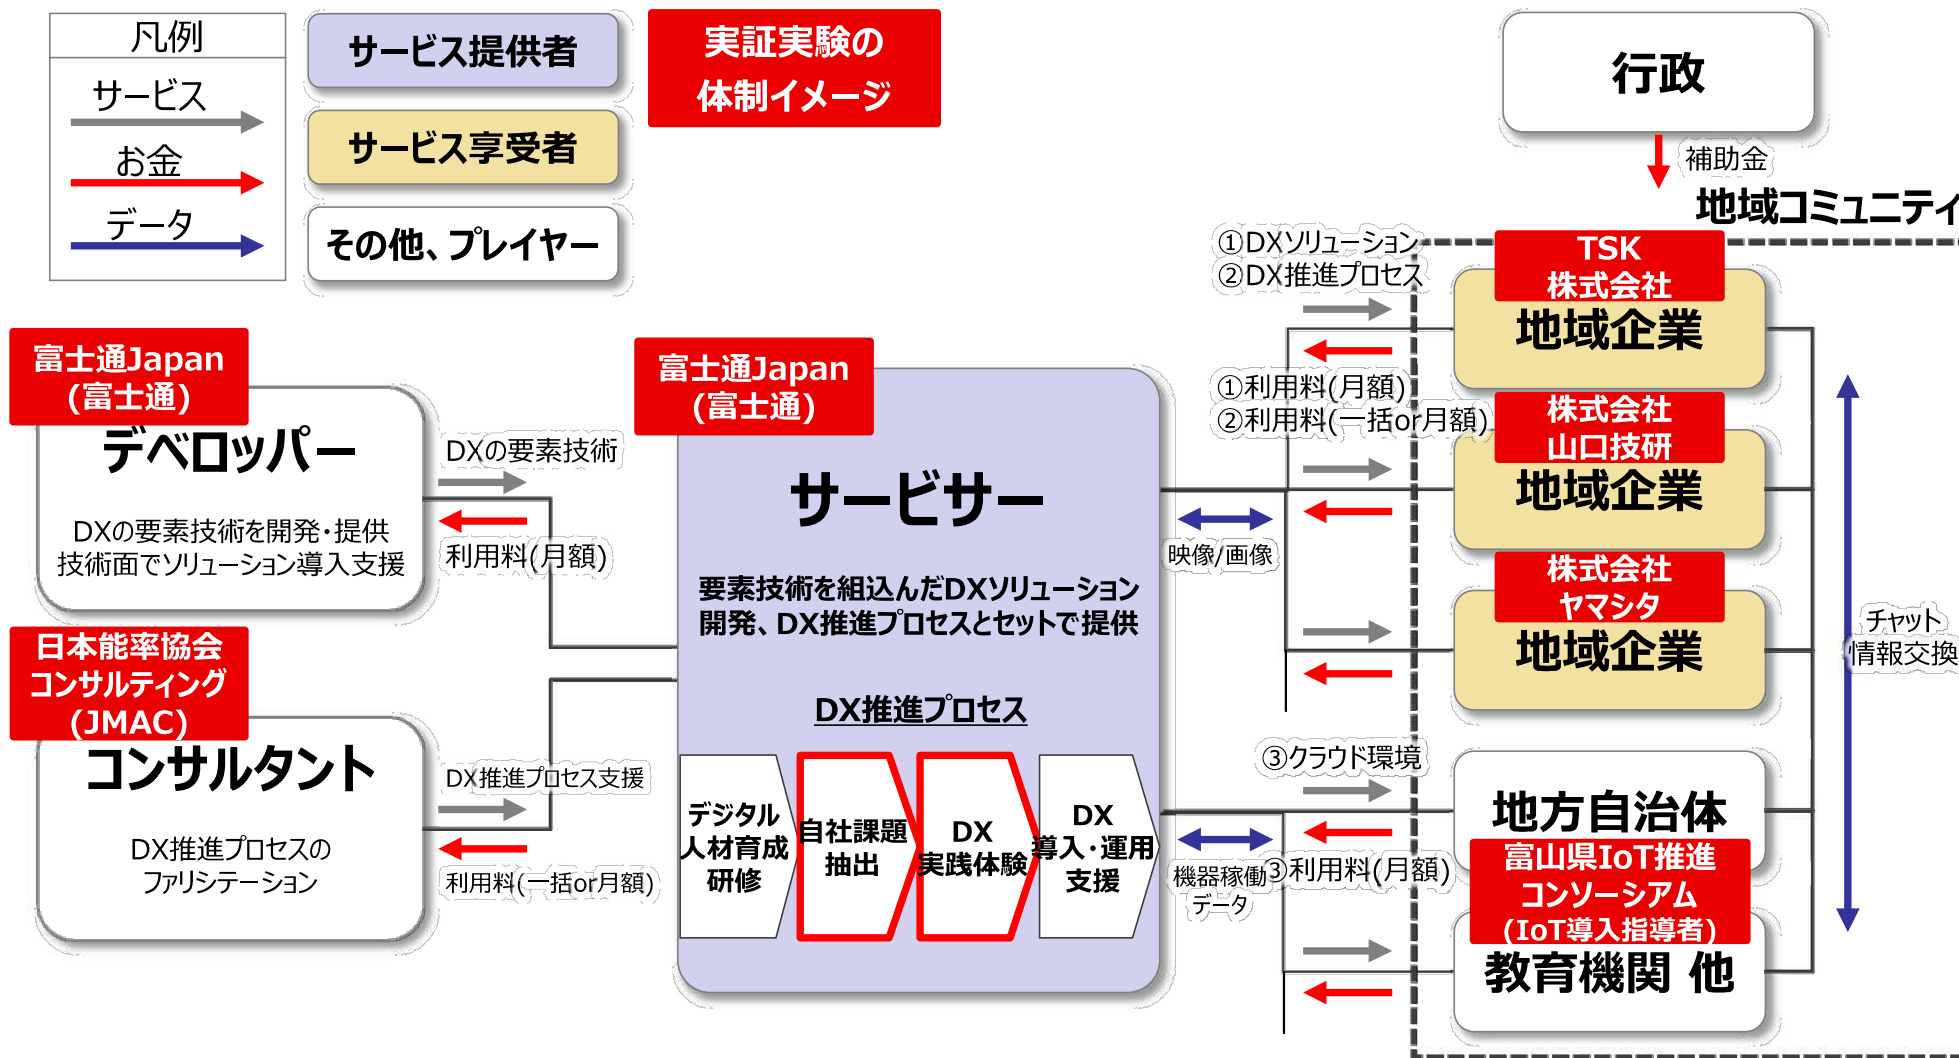 凡例
サービス
お金
データ
サービス提供者
サービス享受者
その他、プレイヤー
実証実験の
体制イメージ
行政
補助金
地域コミュニティ
富士通Japan
(富士通)
デベロッパー
DXの要素技術を開発・提供
技術面でソリューション導入支援
DXの要素技術
利用料(月額)
日本能率協会
コンサルティング
(JMAC)
コンサルタント
DX推進プロセスの
ファリシテーション
DX推進プロセス支援
利用料(一括or月額)
富士通Japan
(富士通)
サービサー
要素技術を組込んだDXソリューション
開発、DX推進プロセスとセットで提供
DX推進プロセス
デジタル
人材育成
研修
自社課題
抽出
DX
実践体験
DX
導入・運用
支援
①DXソリューション
②DX推進プロセス
①利用料(月額)
②利用料(一括or月額)
映像/画像
③クラウド環境
③利用料(月額)
機器稼働
データ
TSK
株式会社
地域企業
株式会社
山口技研
地域企業
株式会社
ヤマシタ
地域企業
地方自治体
富山県IoT推進
コンソーシアム
(IoT導入指導者)
教育機関 他
チャット
情報交換